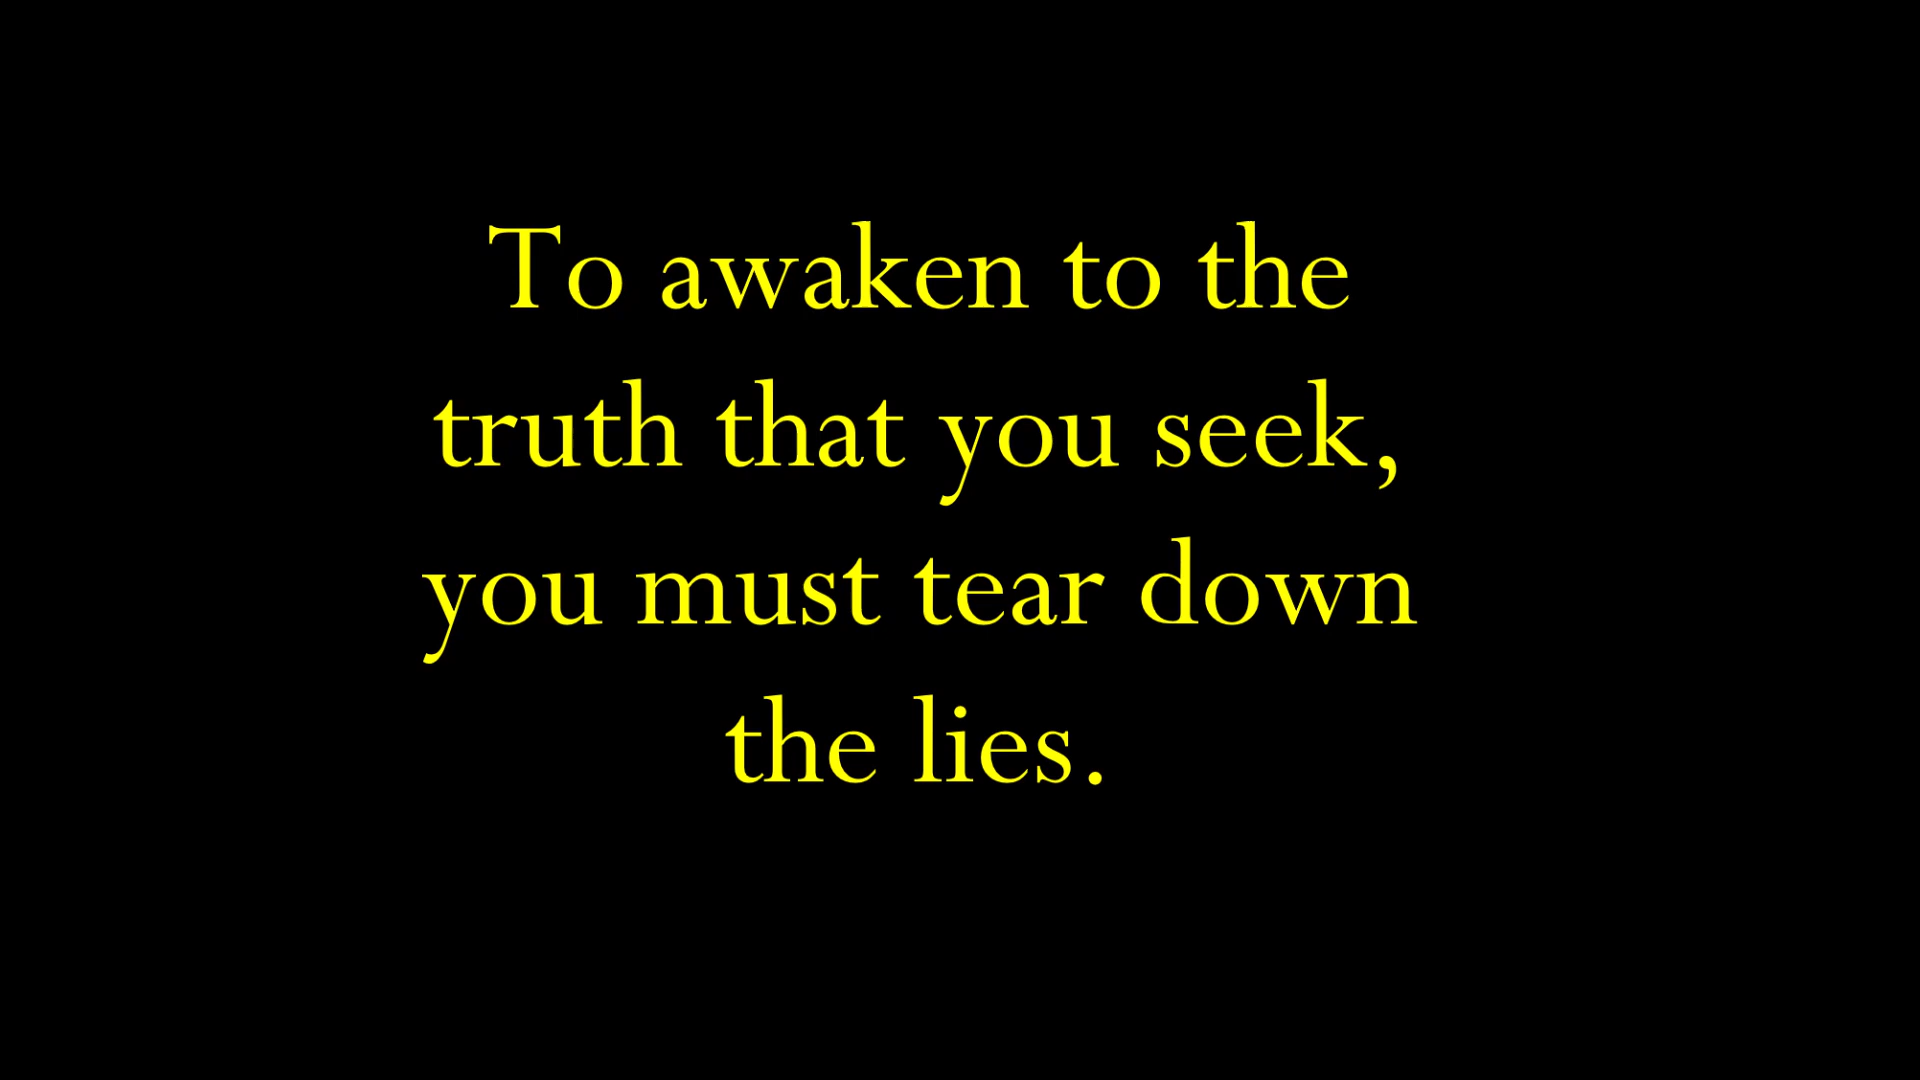 To awaken to the
truth that you seek,
you must tear down
the lies.